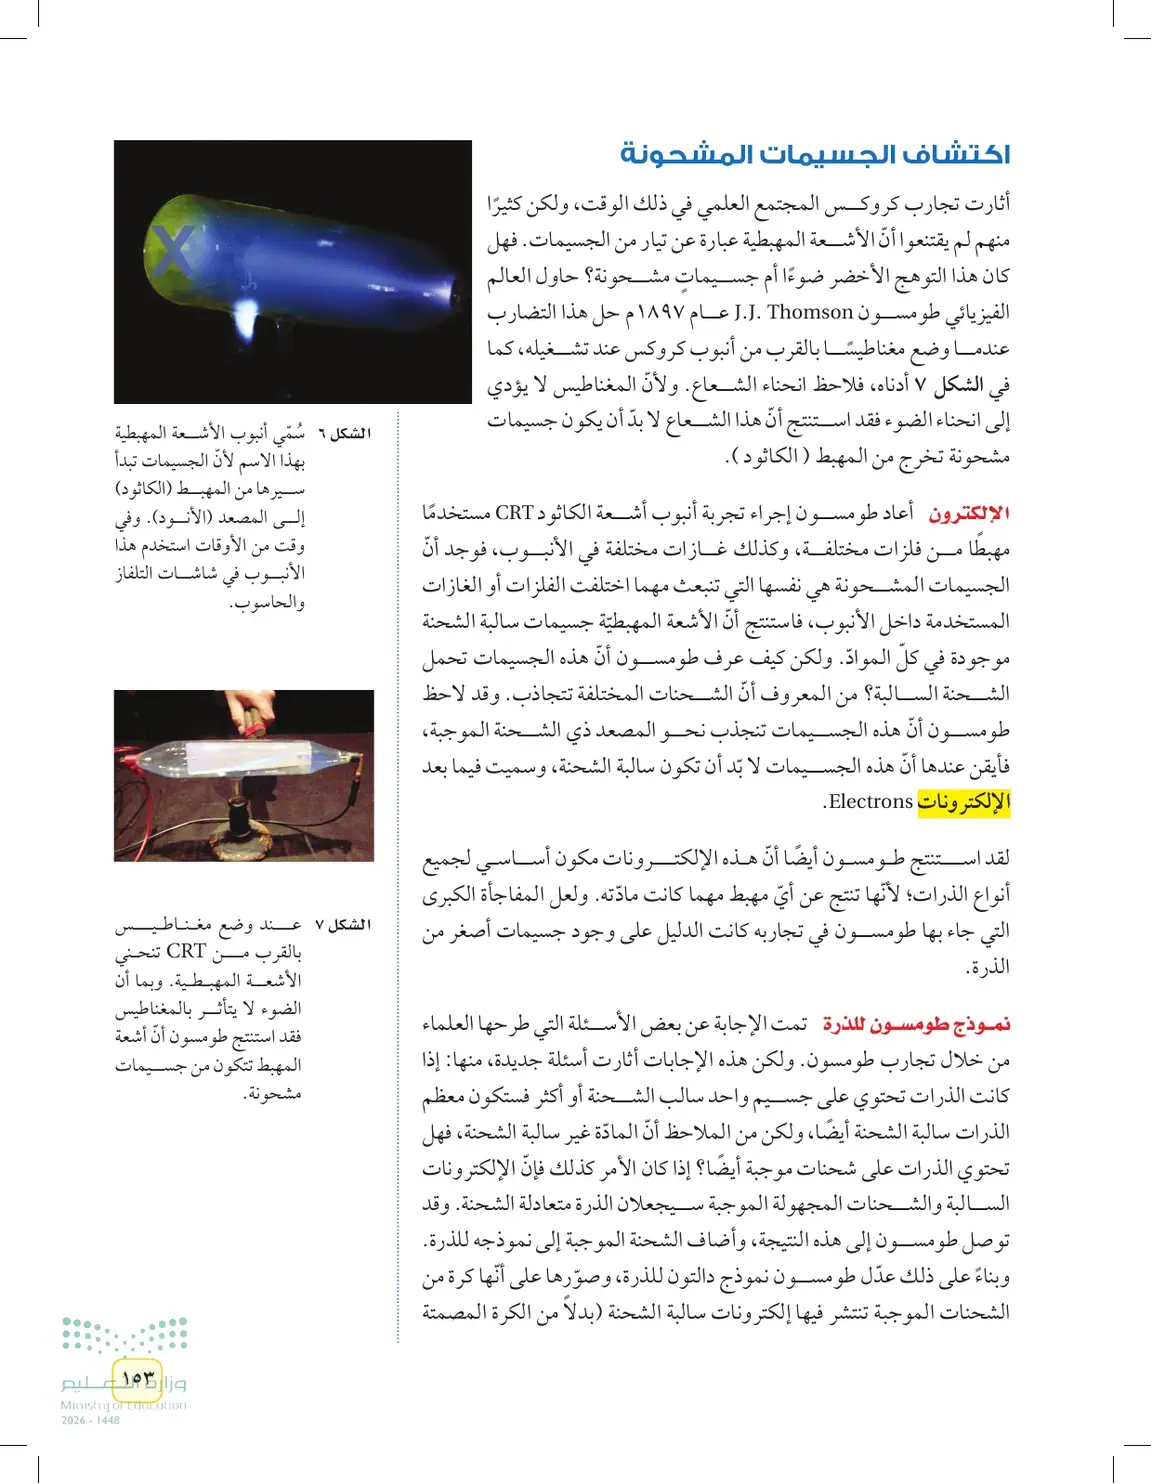 اكتشاف الجسيمات المشحونة
أثارت تجارب كروكس المجتمع العلمي في ذلك الوقت، ولكن كثيرًا
منهم لم يقتنعوا أنّ الأشعة المهبطية عبارة عن تيار من الجسيمات. فهل
كان هذا التوهج الأخضر ضوءًا أم جسيماتٍ مشحونة؟ حاول العالم
الفيزيائي طومسون J.J. Thomson عام ١٨٩٧م حل هذا التضارب
عندما وضع مغناطيسًا بالقرب من أنبوب كروكس عند تشغيله، كما
في الشكل ٧ أدناه، فلاحظ انحناء الشعاع. ولأنّ المغناطيس لا يؤدي
إلى انحناء الضوء فقد استنتج أنّ هذا الشعاع لا بدّ أن يكون جسيمات
مشحونة تخرج من المهبط (الكاثود).
الإلكترون أعاد طومسون إجراء تجربة أنبوب أشعة الكاثود CRT مستخدمًا
مهبطًا من فلزات مختلفة، وكذلك غازات مختلفة في الأنبوب، فوجد أنّ
الجسيمات المشحونة هي نفسها التي تنبعث مهما اختلفت الفلزات أو الغازات
المستخدمة داخل الأنبوب، فاستنتج أنّ الأشعة المهبطيّة جسيمات سالبة الشحنة
موجودة في كلّ الموادّ. ولكن كيف عرف طومسون أنّ هذه الجسيمات تحمل
الشحنة السالبة؟ من المعروف أنّ الشحنات المختلفة تتجاذب. وقد لاحظ
طومسون أنّ هذه الجسيمات تنجذب نحو المصعد ذي الشحنة الموجبة،
فأيقن عندها أنّ هذه الجسيمات لا بّد أن تكون سالبة الشحنة، وسميت فيما بعد
الإلكترونات Electrons.
لقد استنتج طومسون أيضًا أنّ هذه الإلكترونات مكون أساسي لجميع
أنواع الذرات؛ لأنّها تنتج عن أيّ مهبط مهما كانت مادّته. ولعل المفاجأة الكبرى
التي جاء بها طومسون في تجاربه كانت الدليل على وجود جسيمات أصغر من
الذرة.
نموذج طومسون للذرة تمت الإجابة عن بعض الأسئلة التي طرحها العلماء
من خلال تجارب طومسون. ولكن هذه الإجابات أثارت أسئلة جديدة، منها: إذا
كانت الذرات تحتوي على جسيم واحد سالب الشحنة أو أكثر فستكون معظم
الذرات سالبة الشحنة أيضًا، ولكن من الملاحظ أنّ المادّة غير سالبة الشحنة، فهل
تحتوي الذرات على شحنات موجبة أيضًا؟ إذا كان الأمر كذلك فإنّ الإلكترونات
السالبة والشحنات المجهولة الموجبة سيجعلان الذرة متعادلة الشحنة. وقد
توصل طومسون إلى هذه النتيجة، وأضاف الشحنة الموجبة إلى نموذجه للذرة.
وبناءً على ذلك عدّل طومسون نموذج دالتون للذرة، وصوّرها على أنّها كرة من
الشحنات الموجبة تنتشر فيها إلكترونات سالبة الشحنة (بدلاً من الكرة المصمتة
X
الشكل ٦ سُمّي أنبوب الأشعة المهبطية
بهذا الاسم لأنّ الجسيمات تبدأ
سيرها من المهبط (الكاثود)
إلى المصعد (الأنود). وفي
وقت من الأوقات استخدم هذا
الأنبوب في شاشات التلفاز
والحاسوب.
الشكل ٧ عند وضع مغناطيس
بالقرب من CRT تنحني
الأشعة المهبطية. وبما أن
الضوء لا يتأثر بالمغناطيس
فقد استنتج طومسون أنّ أشعة
المهبط تتكون من جسيمات
مشحونة.
١٥٣
وزارة التعليم
Ministry of Education
2026 - 1448